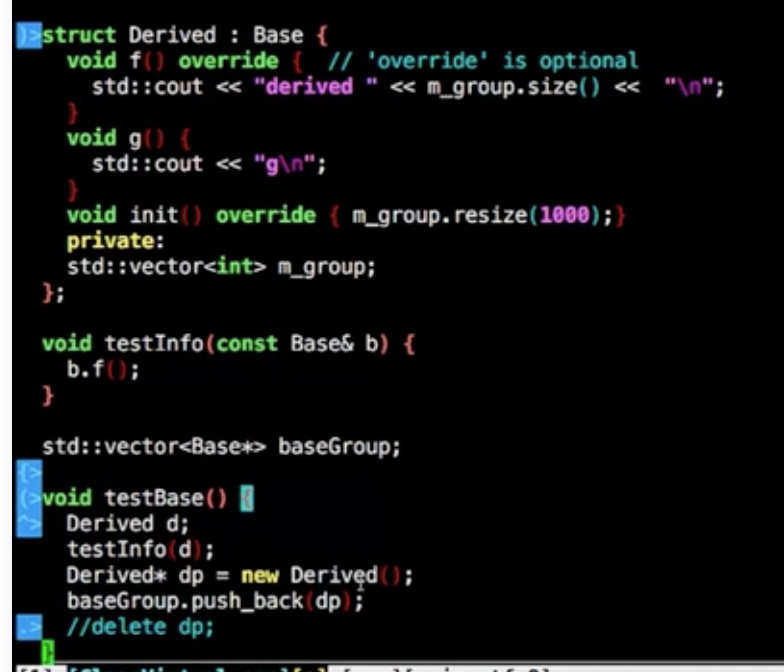 )>struct Derived : Base {
void f() override {  // 'override' is optional
std::cout << "derived " << m_group.size() <<  "\n";
}
void g() {
std::cout << "g\n";
}
void init() override { m_group.resize(1000);}
private:
std::vector<int> m_group;
};
void testInfo(const Base& b) {
b.f();
}
std::vector<Base*> baseGroup;
{>
(>void testBase() {
^> Derived d;
testInfo(d);
Derived* dp = new Derived();
baseGroup.push_back(dp);
.> //delete dp;
}